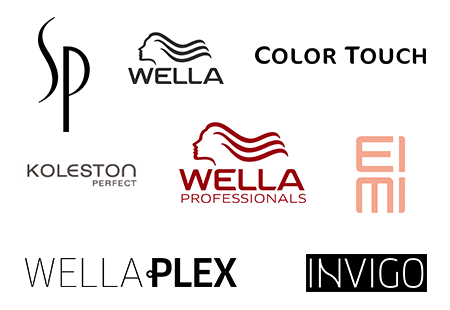 SP
WELLA
COLOR TOUCH
KOLESTON
PERFECT
WELLA
PROFESSIONALS
EI
MI
WELLAPLEX
INVIGO